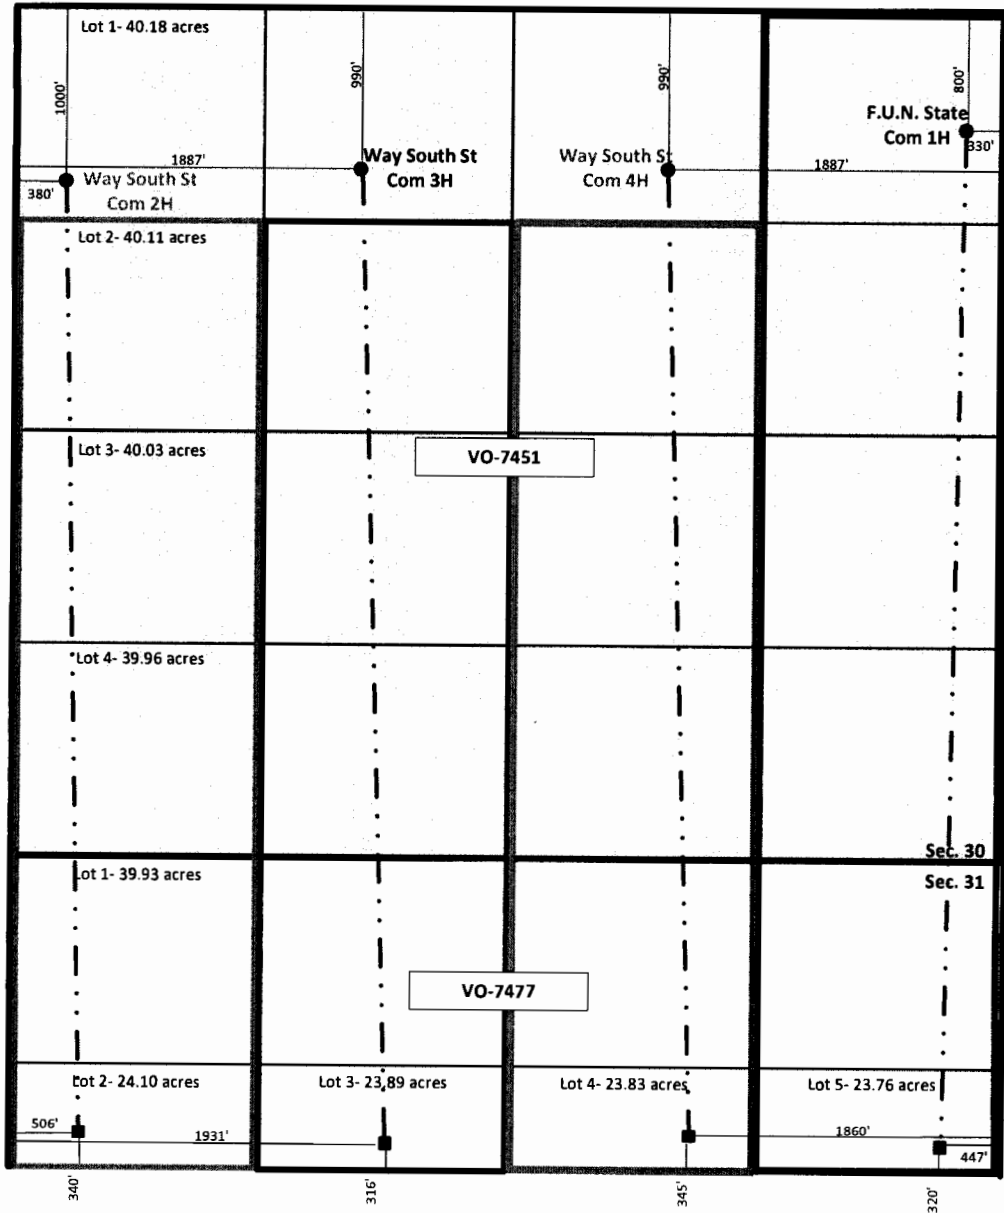 Lot 1- 40.18 acres
1000'
990'
990'
800'
F.U.N. State
Com 1H
330'
1887'
Way South St
Com 3H
Way South St
Com 4H
1887'
380'
Way South St
Com 2H
Lot 2- 40.11 acres
Lot 3- 40.03 acres
VO-7451
Lot 4- 39.96 acres
Sec. 30
Lot 1- 39.93 acres
Sec. 31
VO-7477
Lot 2- 24.10 acres
Lot 3- 23.89 acres
Lot 4- 23.83 acres
Lot 5- 23.76 acres
506'
1931'
1860'
447'
340'
316'
345'
320'